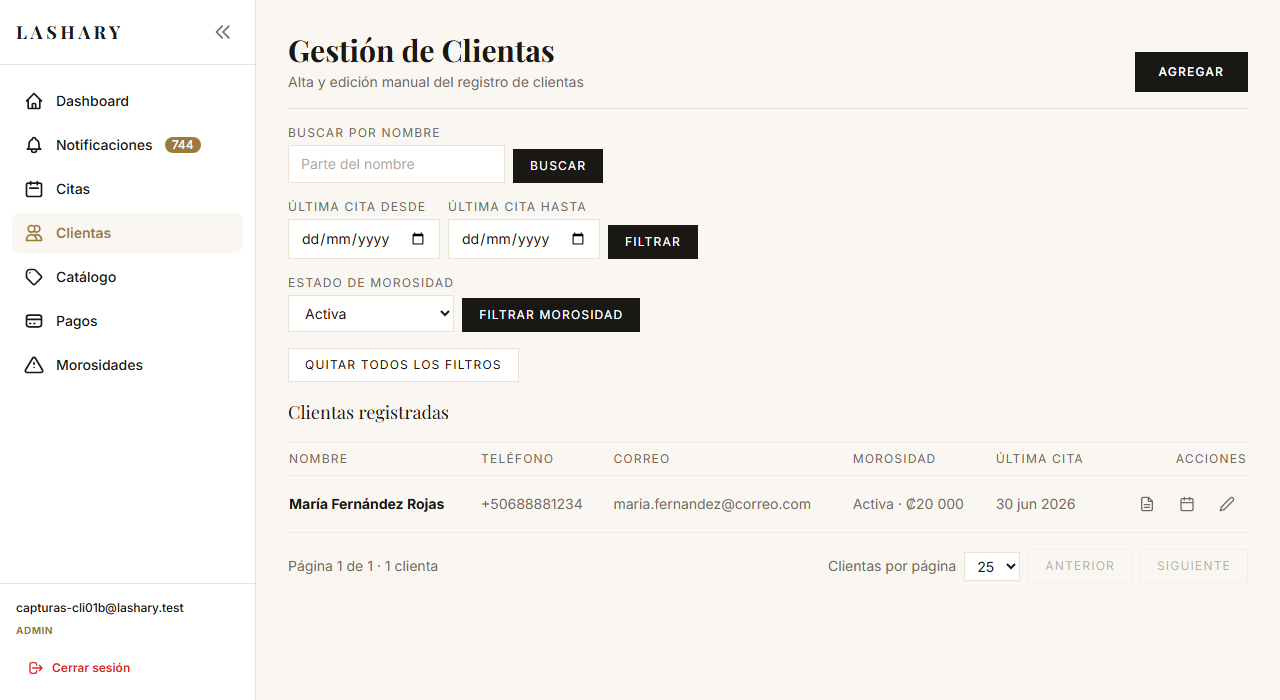 LASHARY
Dashboard
Notificaciones 744
Citas
Clientas
Catálogo
Pagos
Morosidades
capturas-cli01b@lashary.test
ADMIN
Cerrar sesión
Gestión de Clientas
Alta y edición manual del registro de clientas
AGREGAR
BUSCAR POR NOMBRE
Parte del nombre BUSCAR
ÚLTIMA CITA DESDE ÚLTIMA CITA HASTA
dd/mm/yyyy dd/mm/yyyy FILTRAR
ESTADO DE MOROSIDAD
Activa FILTRAR MOROSIDAD
QUITAR TODOS LOS FILTROS
Clientas registradas
NOMBRE TELÉFONO CORREO MOROSIDAD ÚLTIMA CITA ACCIONES
María Fernández Rojas +50688881234 maria.fernandez@correo.com Activa · ₡20 000 30 jun 2026
Página 1 de 1 · 1 clienta Clientas por página 25 ANTERIOR SIGUIENTE